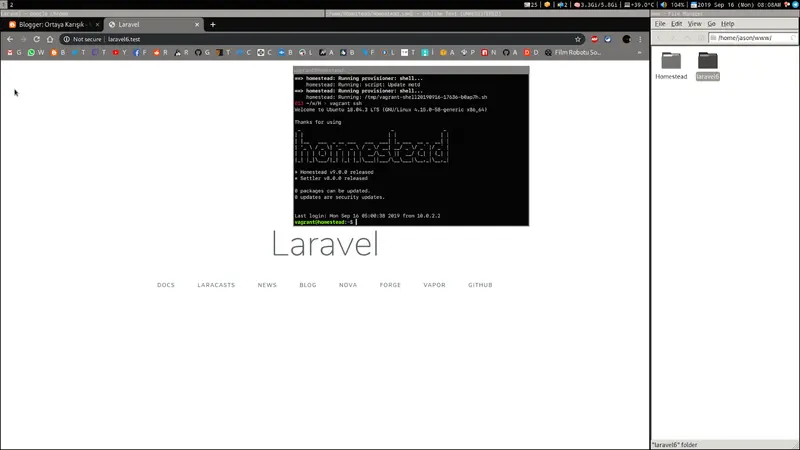 2
25
2
3.3Gi/5.8Gi
+39.0°C
104%
2019 Sep 16 (Mon) 08:08AM
Blogger: Ortaya Karışık
Laravel
Not secure | laravel6.test
Film Robotu So...
==> homestead: Running provisioner: shell...
homestead: Running: script: Update motd
==> homestead: Running provisioner: shell...
homestead: Running: /tmp/vagrant-shell20190916-17636-b0ap7h.sh
~/w/H > vagrant ssh
Welcome to Ubuntu 18.04.3 LTS (GNU/Linux 4.15.0-58-generic x86_64)
Thanks for using
homestead
* Homestead v9.0.0 released
* Settler v8.0.0 released
0 packages can be updated.
0 updates are security updates.
Last login: Mon Sep 16 05:00:38 2019 from 10.0.2.2
vagrant@homestead:~$
Laravel
DOCS LARACASTS NEWS BLOG NOVA FORGE VAPOR GITHUB
File Edit View Go Help
/home/jason/www/
Homestead laravel6
"laravel6" folder